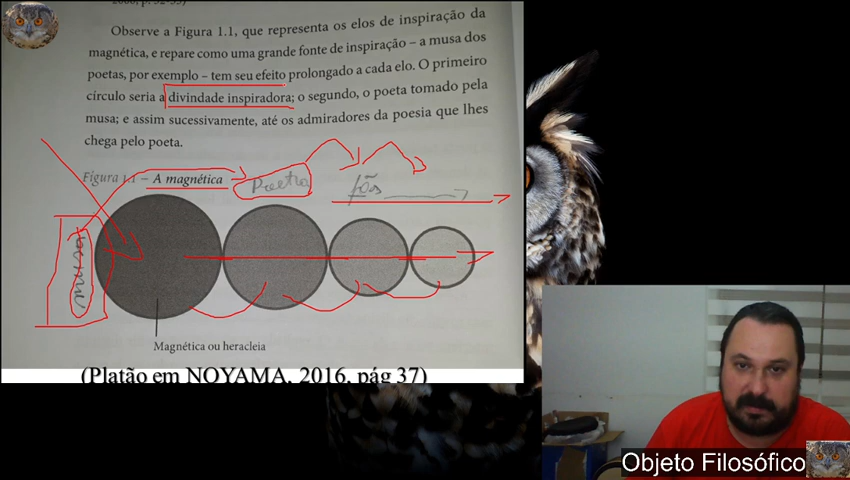 Observe a Figura 1.1, que representa os elos de inspiração da
magnética, e repare como uma grande fonte de inspiração – a musa dos
poetas, por exemplo – tem seu efeito prolongado a cada elo. O primeiro
círculo seria a divindade inspiradora; o segundo, o poeta tomado pela
musa; e assim sucessivamente, até os admiradores da poesia que lhes
chega pelo poeta.
Figura 1.1 – A magnética
Poeta
fãs
musa
Magnética ou heracleia
(Platão em NOYAMA, 2016, pág 37)
Objeto Filosófico